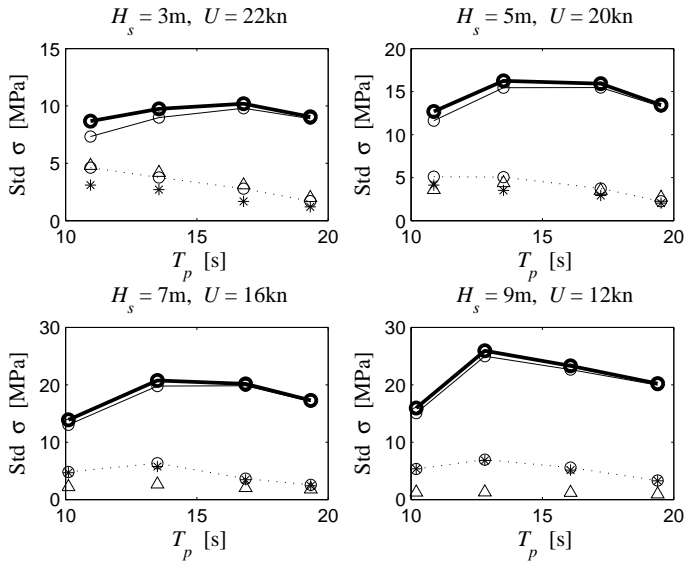 H_s = 3m, U = 22kn
H_s = 5m, U = 20kn
15
10
5
0
Std σ [MPa]
10
15
20
T_p [s]
20
15
10
5
0
Std σ [MPa]
10
15
20
T_p [s]
H_s = 7m, U = 16kn
H_s = 9m, U = 12kn
30
20
10
0
Std σ [MPa]
10
15
20
T_p [s]
30
20
10
0
Std σ [MPa]
10
15
20
T_p [s]